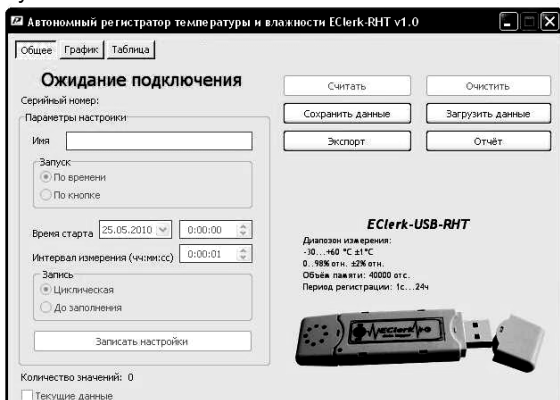 Автономный регистратор температуры и влажности EClerk-RHT v1.0
Общее График Таблица
Ожидание подключения
Серийный номер:
Параметры настройки
Имя
Запуск
По времени
По кнопке
Время старта 25.05.2010 0:00:00
Интервал измерения (чч:мм:сс) 0:00:01
Запись
Циклическая
До заполнения
Записать настройки
Количество значений: 0
Текущие данные
Считать Очистить
Сохранить данные Загрузить данные
Экспорт Отчёт
EClerk-USB-RHT
Диапазон измерения:
-30...+60 °C ±1°C
0..98% отн. ±2% отн.
Объём памяти: 40000 отс.
Период регистрации: 1с...24ч
EClerk